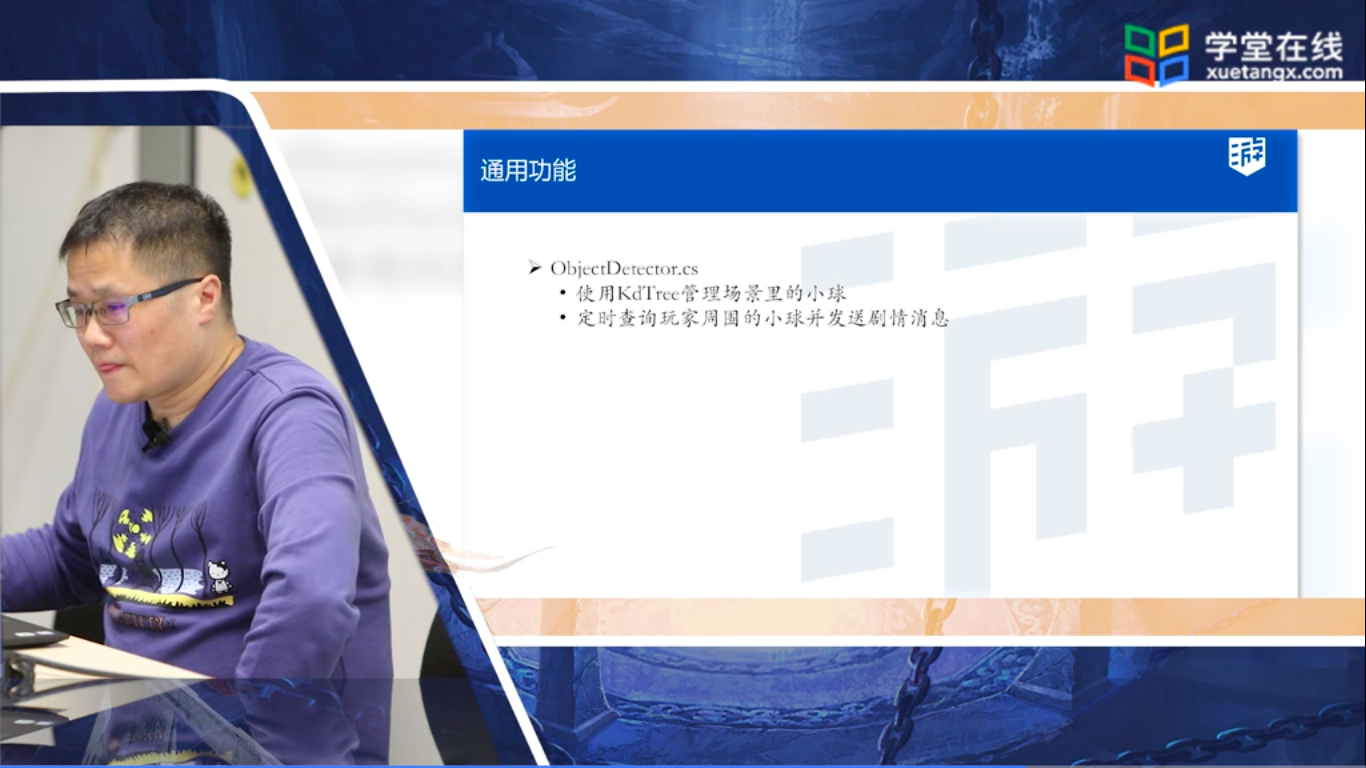 学堂在线
xuetangx.com
通用功能
游
➢ ObjectDetector.cs
• 使用KdTree管理场景里的小球
• 定时查询玩家周围的小球并发送剧情消息